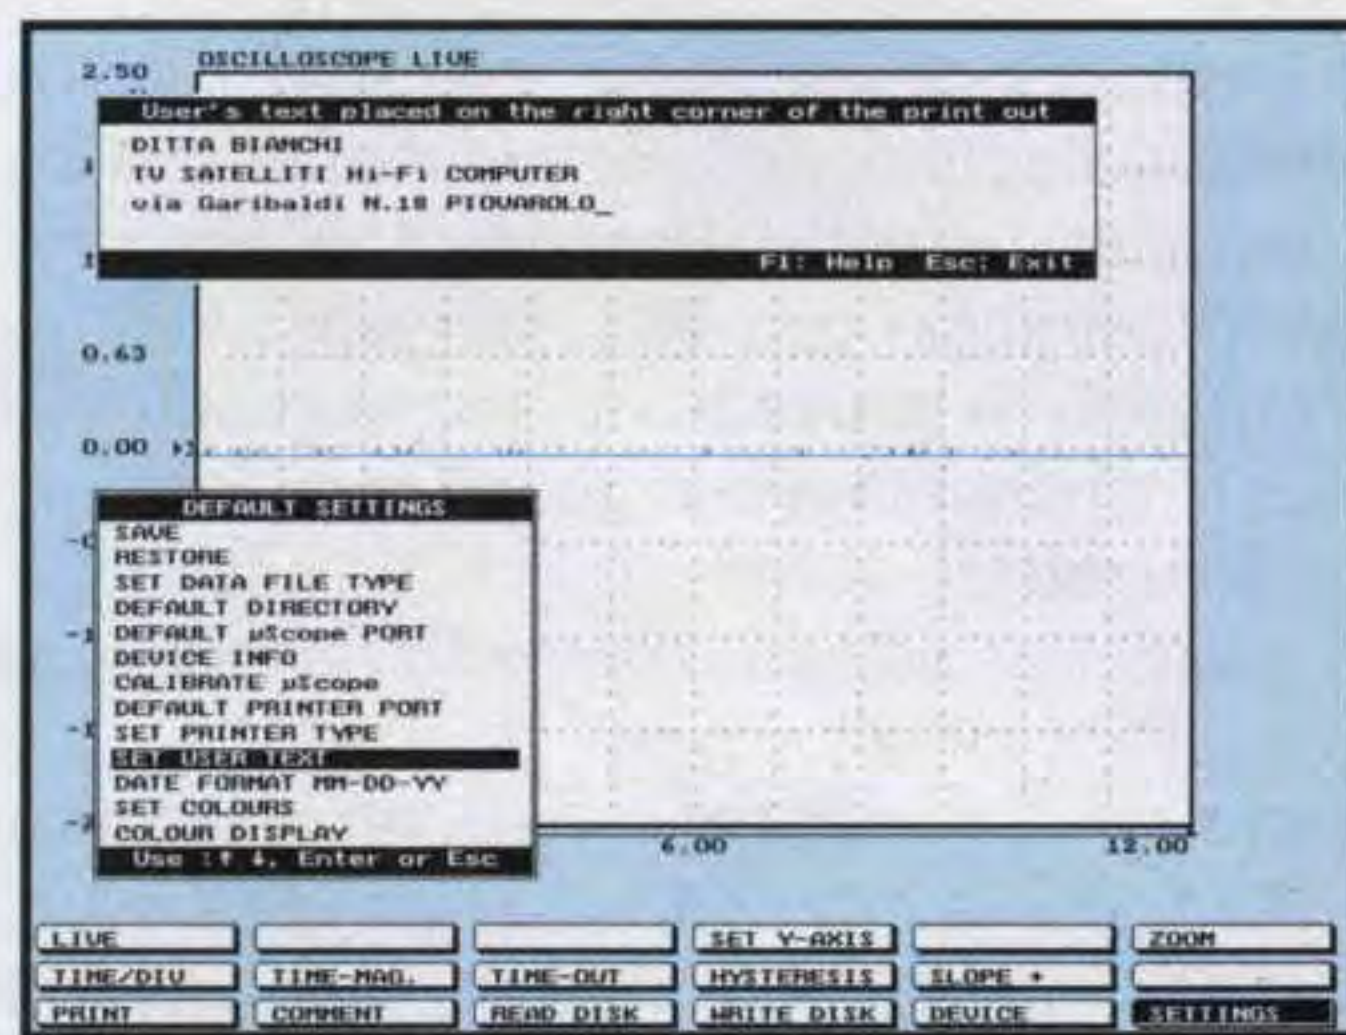 OSCILLOSCOPE LIVE
2.50
User's text placed on the right corner of the print out
DITTA BIANCHI
TV SATELLITI Hi-Fi COMPUTER
via Garibaldi N.18 PIOVAROLO_
F1: Help Esc: Exit
0.63
0.00
DEFAULT SETTINGS
SAVE
RESTORE
SET DATA FILE TYPE
DEFAULT DIRECTORY
DEFAULT µScope PORT
DEVICE INFO
CALIBRATE µScope
DEFAULT PRINTER PORT
SET PRINTER TYPE
SET USER TEXT
DATE FORMAT MM-DD-YY
SET COLOURS
COLOUR DISPLAY
Use :↑ ↓, Enter or Esc
6.00 12.00
LIVE SET Y-AXIS ZOOM
TIME/DIV TIME-MAG. TIME-OUT HYSTERESIS SLOPE +
PRINT COMMENT READ DISK WRITE DISK DEVICE SETTINGS